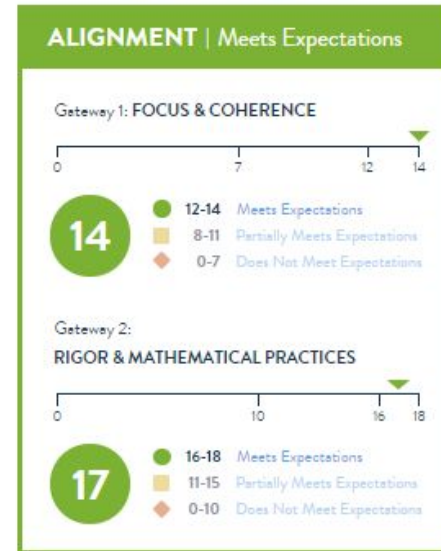 ALIGNMENT | Meets Expectations
Gateway 1: FOCUS & COHERENCE
0 7 12 14
14
12-14 Meets Expectations
8-11 Partially Meets Expectations
0-7 Does Not Meet Expectations
Gateway 2:
RIGOR & MATHEMATICAL PRACTICES
0 10 16 18
17
16-18 Meets Expectations
11-15 Partially Meets Expectations
0-10 Does Not Meet Expectations